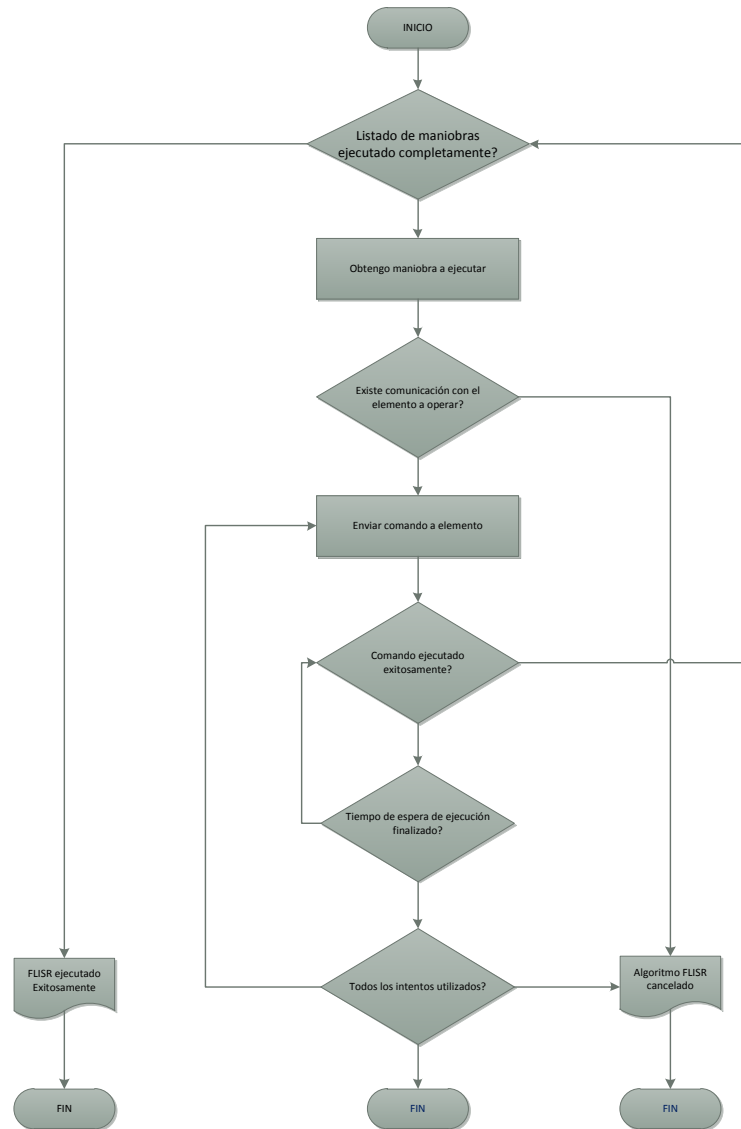 INICIO
Listado de maniobras
ejecutado completamente?
Obtengo maniobra a ejecutar
Existe comunicación con el
elemento a operar?
Enviar comando a elemento
Comando ejecutado
exitosamente?
Tiempo de espera de ejecución
finalizado?
Todos los intentos utilizados?
FLISR ejecutado
Exitosamente
Algoritmo FLISR
cancelado
FIN
FIN
FIN